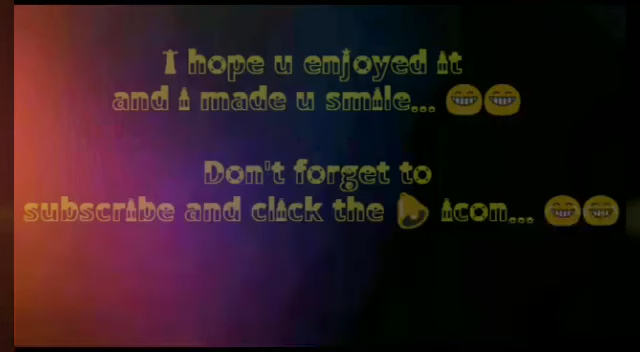 I hope u enjoyed it
and i made u smile... 😁😁
Don't forget to
subscribe and click the 🔔 icon... 😁😁